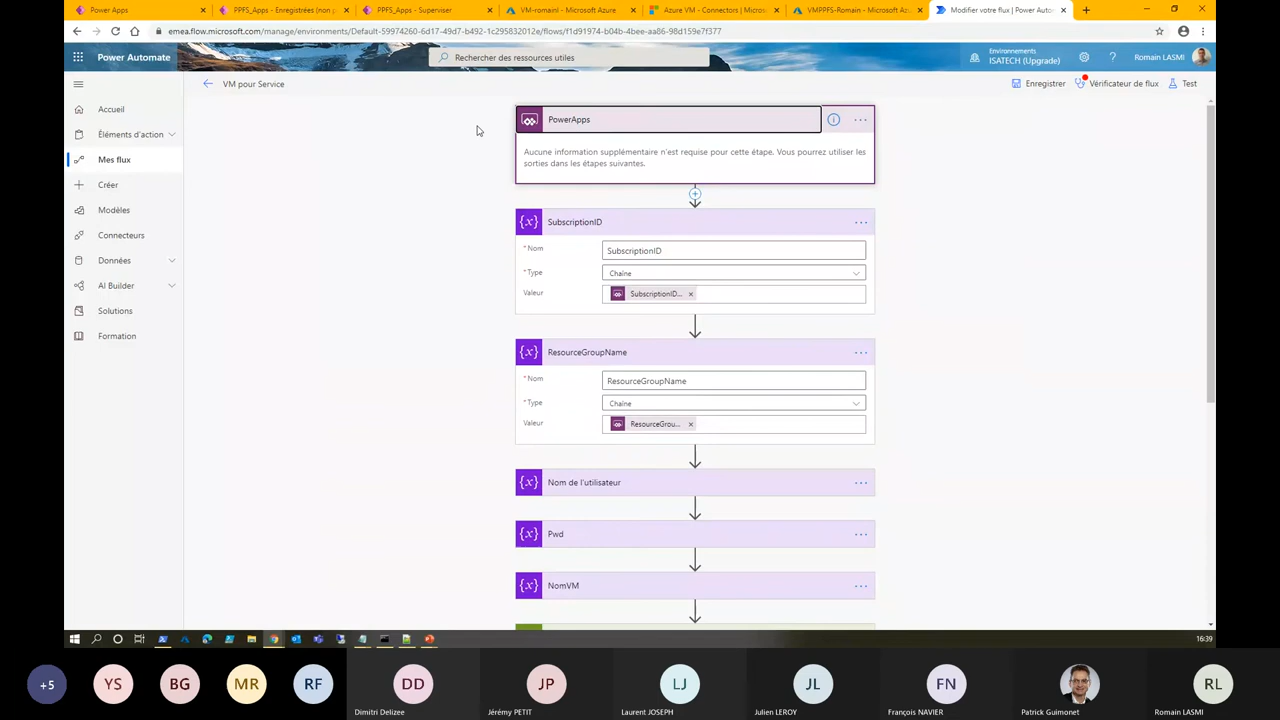 Power Apps
PPFS_Apps - Enregistrées (non p
PPFS_Apps - Superviser
VM-romainl - Microsoft Azure
Azure VM - Connectors | Micros
VMPPFS-Romain - Microsoft Az
Modifier votre flux | Power Auto
emea.flow.microsoft.com/manage/environments/Default-59974260-6d17-49d7-b492-1c295832012e/flows/f1d91974-b04b-4bee-aa86-98d159e7f377
Power Automate
Rechercher des ressources utiles
Environnements
ISATECH (Upgrade)
Romain LASMI
VM pour Service
Enregistrer
Vérificateur de flux
Test
Accueil
Éléments d'action
Mes flux
Créer
Modèles
Connecteurs
Données
AI Builder
Solutions
Formation
PowerApps
Aucune information supplémentaire n'est requise pour cette étape. Vous pourrez utiliser les
sorties dans les étapes suivantes.
{x} SubscriptionID
* Nom
SubscriptionID
* Type
Chaîne
Valeur
SubscriptionID... ×
{x} ResourceGroupName
* Nom
ResourceGroupName
* Type
Chaîne
Valeur
ResourceGrou... ×
{x} Nom de l'utilisateur
{x} Pwd
{x} NomVM
16:39
+5
YS
BG
MR
RF
DD
JP
LJ
JL
FN
RL
Dimitri Delizee
Jérémy PETIT
Laurent JOSEPH
Julien LEROY
François NAVIER
Patrick Guimonet
Romain LASMI